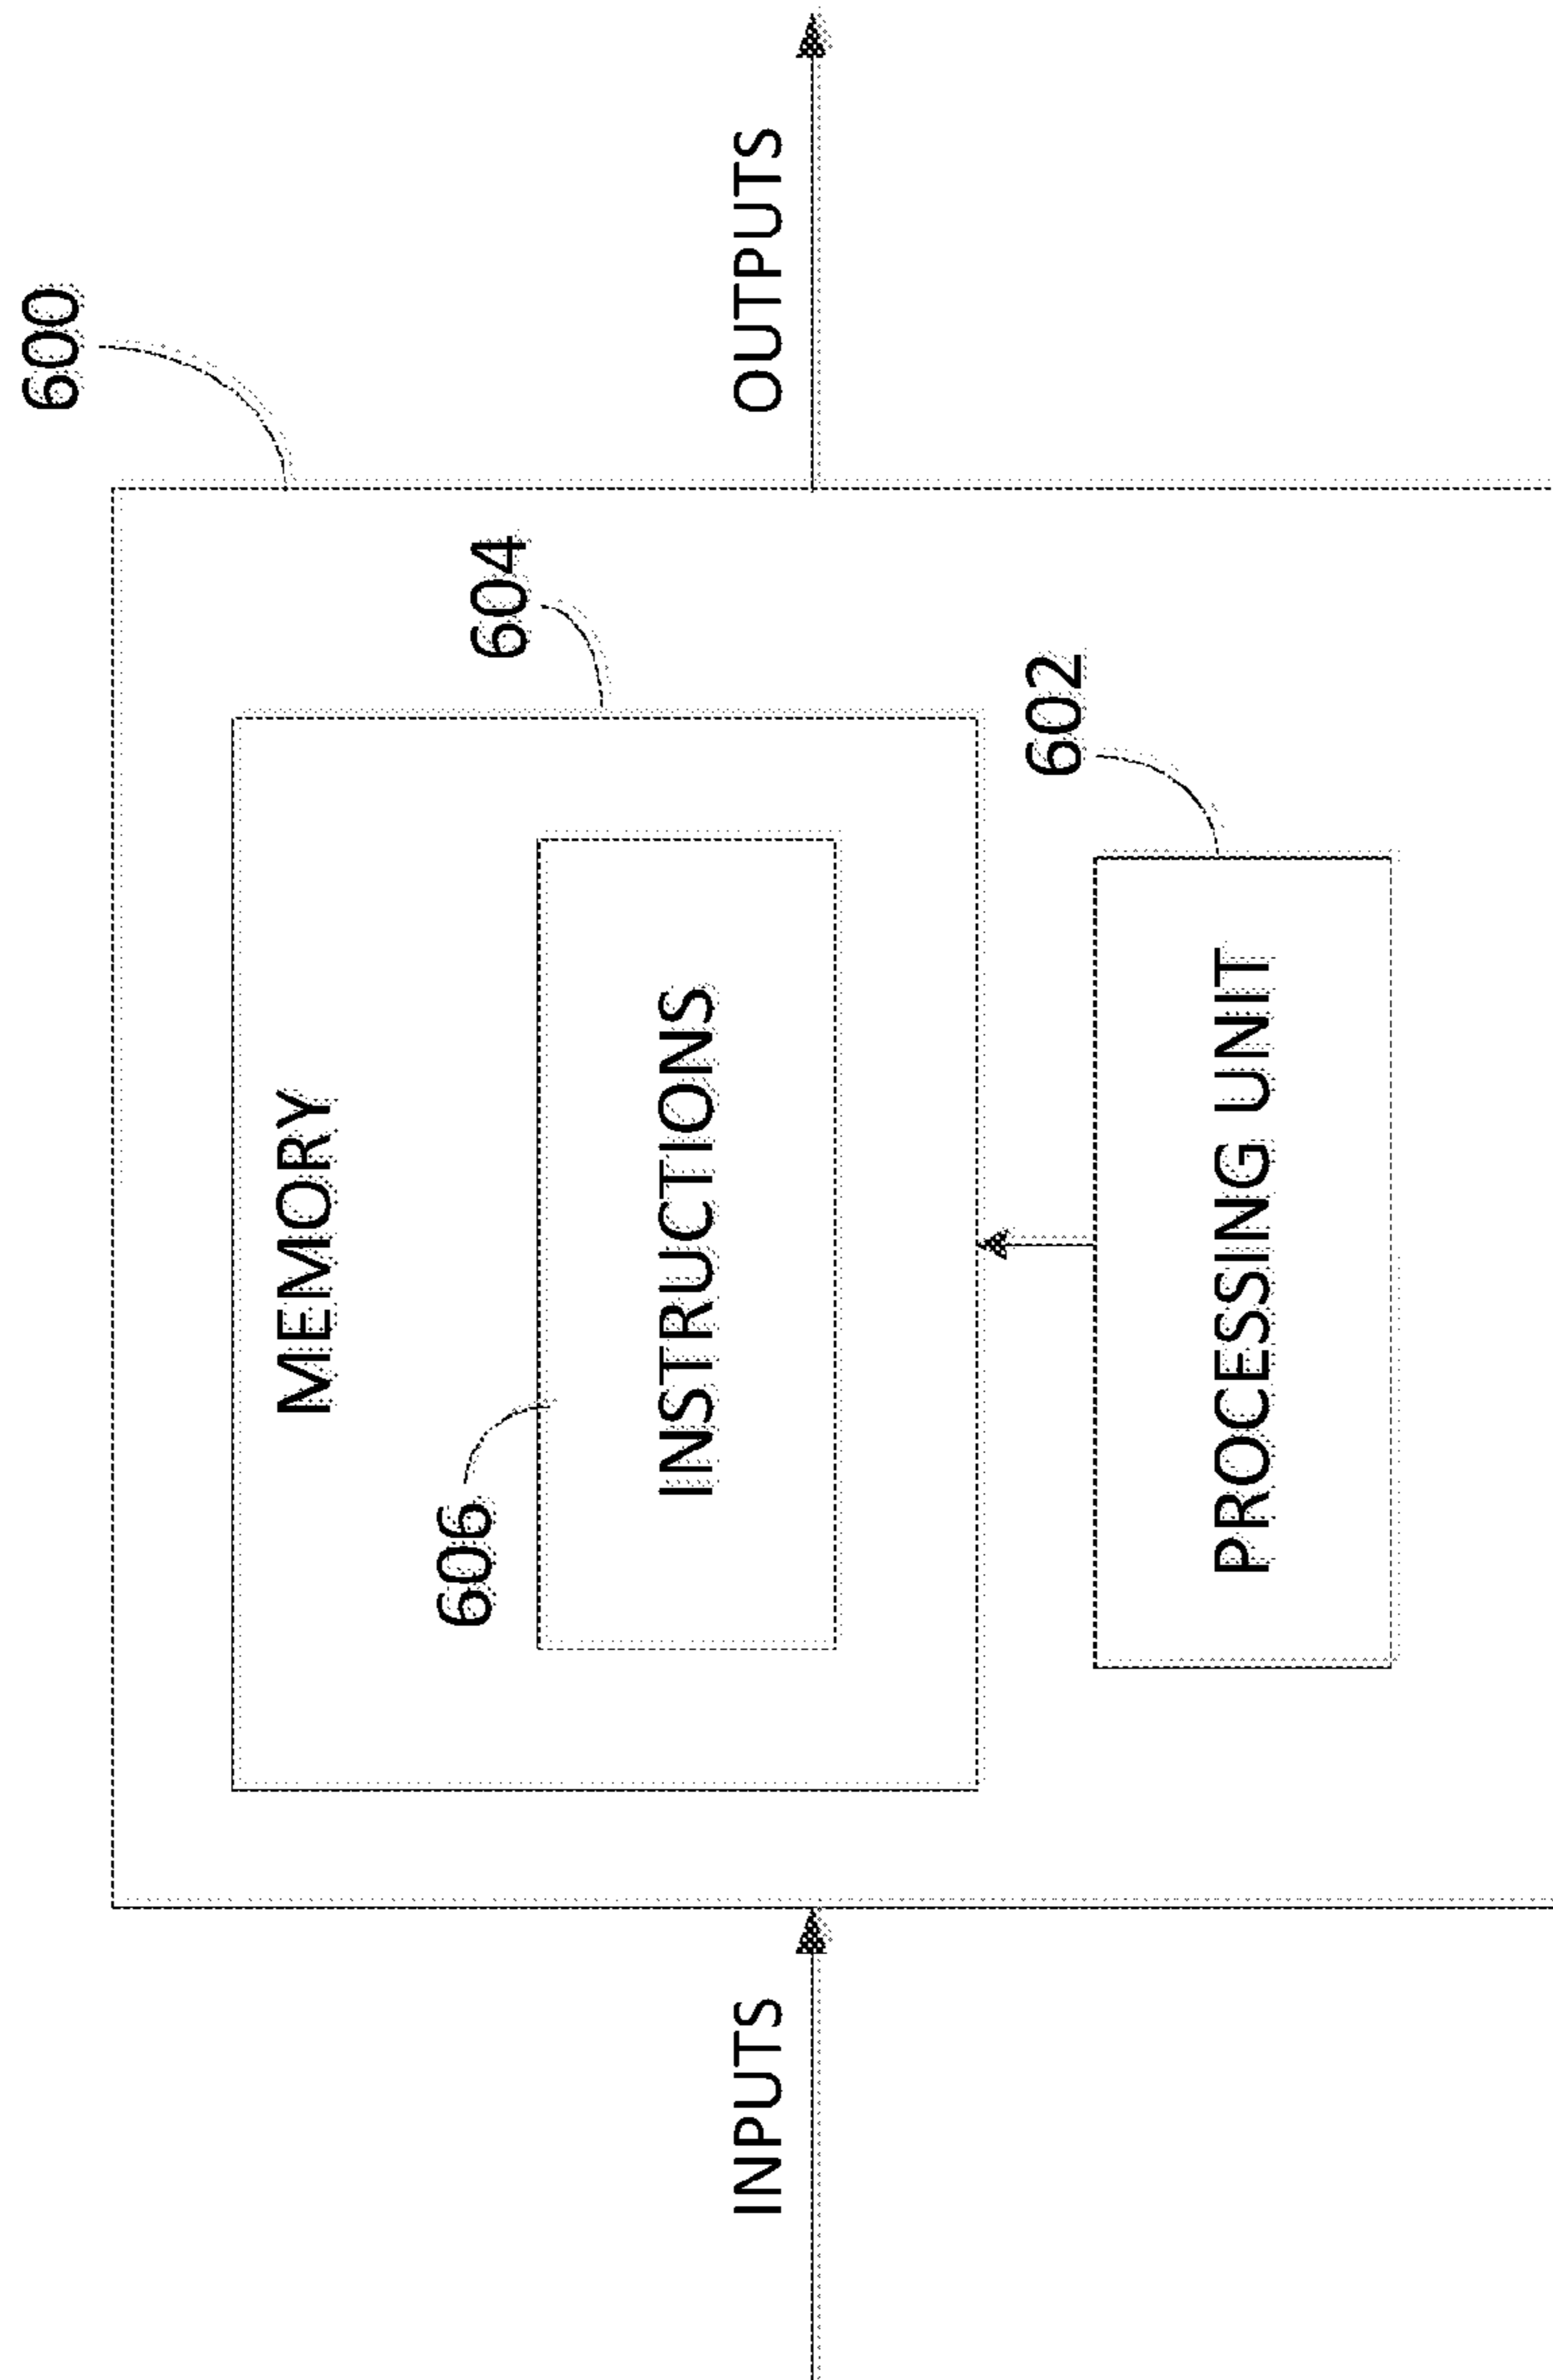 600
604
MEMORY
606
INSTRUCTIONS
INPUTS
OUTPUTS
602
PROCESSING UNIT